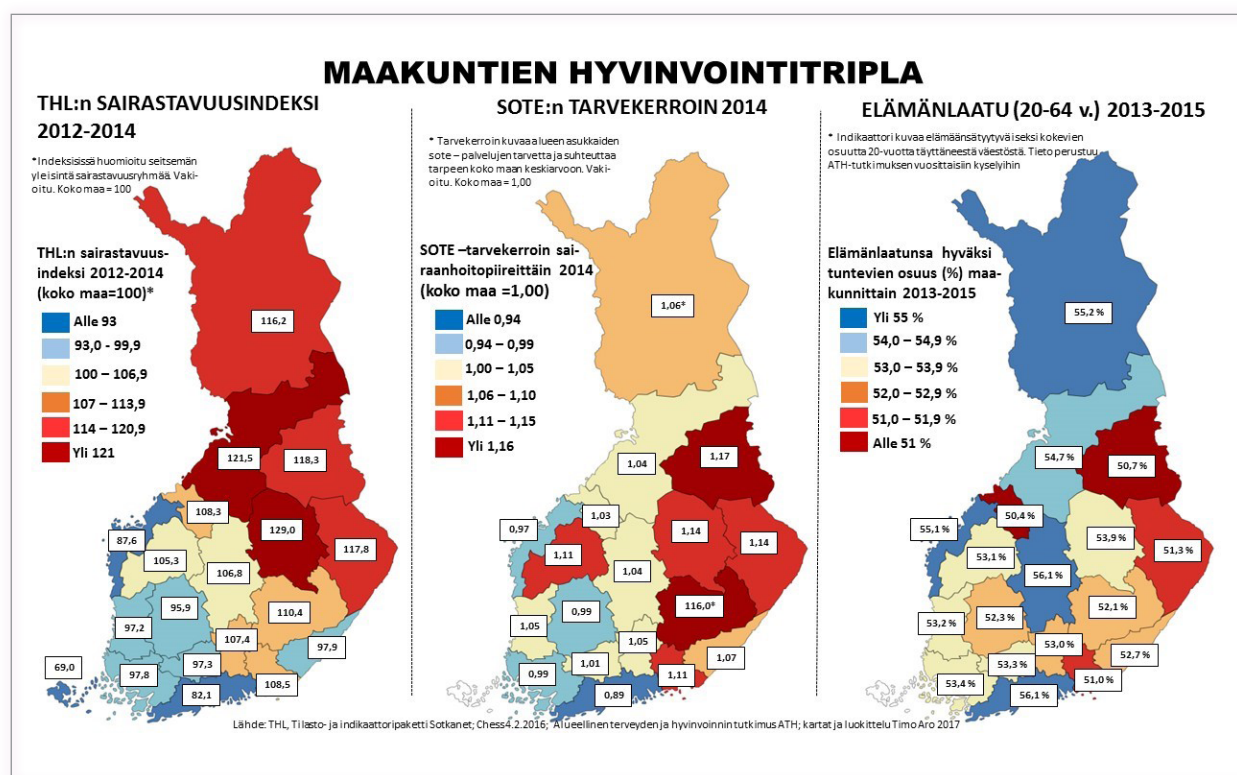 MAAKUNTIEN HYVINVOINTITRIPLA
THL:n SAIRASTAVUUSINDEKSI
2012-2014
*Indeksisissä huomioitu seitsemän
yleisintä sairastavuusryhmää. Vaki-
oitu. Koko maa = 100
THL:n sairastavuus-
indeksi 2012-2014
(koko maa=100)*
Alle 93
93,0 - 99,9
100 – 106,9
107 – 113,9
114 – 120,9
Yli 121
116,2
121,5
118,3
108,3
87,6
129,0
117,8
105,3
106,8
95,9
110,4
97,2
107,4
97,9
69,0
97,8
97,3
108,5
82,1
SOTE:n TARVEKERROIN 2014
* Tarvekerroin kuvaa alueen asukkaiden
sote – palvelujen tarvetta ja suhteuttaa
tarpeen koko maan keskiarvoon. Vaki-
oitu. Koko maa = 1,00
SOTE –tarvekerroin sai-
raanhoitopiireittäin 2014
(koko maa =1,00)
Alle 0,94
0,94 – 0,99
1,00 – 1,05
1,06 – 1,10
1,11 – 1,15
Yli 1,16
1,06*
1,04
1,17
1,03
0,97
1,14
1,14
1,11
1,04
0,99
116,0*
1,05
1,05
1,07
1,01
0,99
1,11
0,89
ELÄMÄNLAATU (20-64 v.) 2013-2015
* Indikaattori kuvaa elämäänsä tyytyväiseksi kokevien
osuutta 20-vuotta täyttäneestä väestöstä. Tieto perustuu
ATH-tutkimuksen vuosittaisiin kyselyihin
Elämänlaatunsa hyväksi
tuntevien osuus (%) maa-
kunnittain 2013-2015
Yli 55 %
54,0 – 54,9 %
53,0 – 53,9 %
52,0 – 52,9 %
51,0 – 51,9 %
Alle 51 %
55,2 %
54,7 %
50,7 %
50,4 %
55,1 %
53,9 %
51,3 %
53,1 %
56,1 %
52,3 %
52,1 %
53,2 %
53,0 %
52,7 %
53,3 %
51,0 %
53,4 %
56,1 %
Lähde: THL, Tilasto- ja indikaattoripaketti Sotkanet; Chess4.2.2016; Alueellinen terveyden ja hyvinvoinnin tutkimus ATH; kartat ja luokittelu Timo Aro 2017